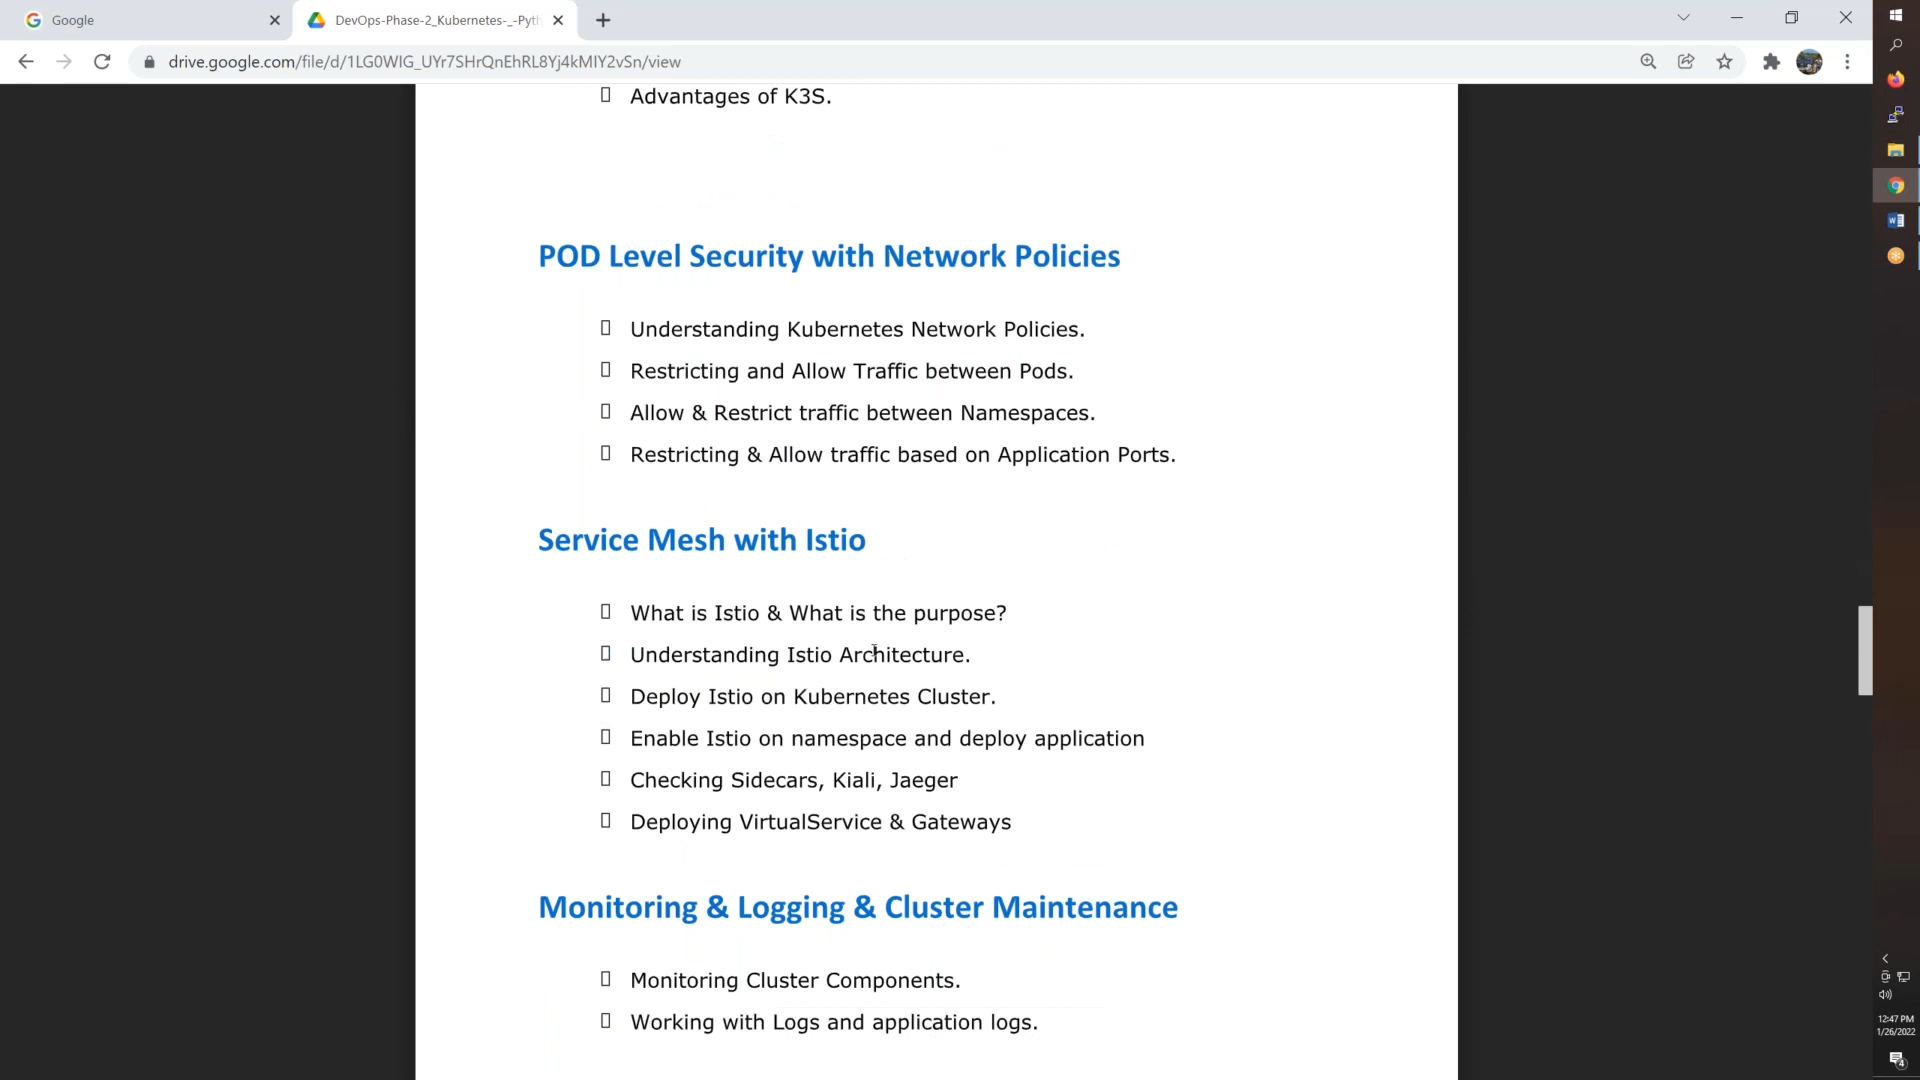 Google
DevOps-Phase-2_Kubernetes-_-Pyth
drive.google.com/file/d/1LG0WIG_UYr7SHrQnEhRL8Yj4kMIY2vSn/view
Advantages of K3S.
POD Level Security with Network Policies
Understanding Kubernetes Network Policies.
Restricting and Allow Traffic between Pods.
Allow & Restrict traffic between Namespaces.
Restricting & Allow traffic based on Application Ports.
Service Mesh with Istio
What is Istio & What is the purpose?
Understanding Istio Architecture.
Deploy Istio on Kubernetes Cluster.
Enable Istio on namespace and deploy application
Checking Sidecars, Kiali, Jaeger
Deploying VirtualService & Gateways
Monitoring & Logging & Cluster Maintenance
Monitoring Cluster Components.
Working with Logs and application logs.
12:47 PM
1/26/2022
4